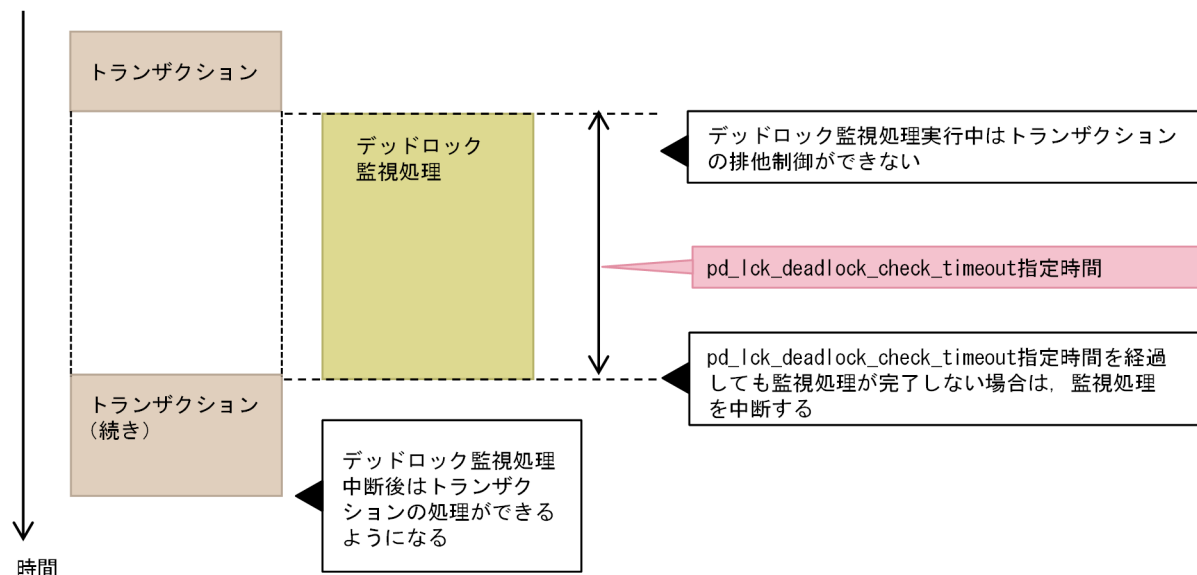 トランザクション
デッドロック
監視処理
デッドロック監視処理実行中はトランザクション
の排他制御ができない
pd_lck_deadlock_check_timeout指定時間
pd_lck_deadlock_check_timeout指定時間を経過
しても監視処理が完了しない場合は，監視処理
を中断する
トランザクション
（続き）
デッドロック監視処理
中断後はトランザク
ションの処理ができる
ようになる
時間